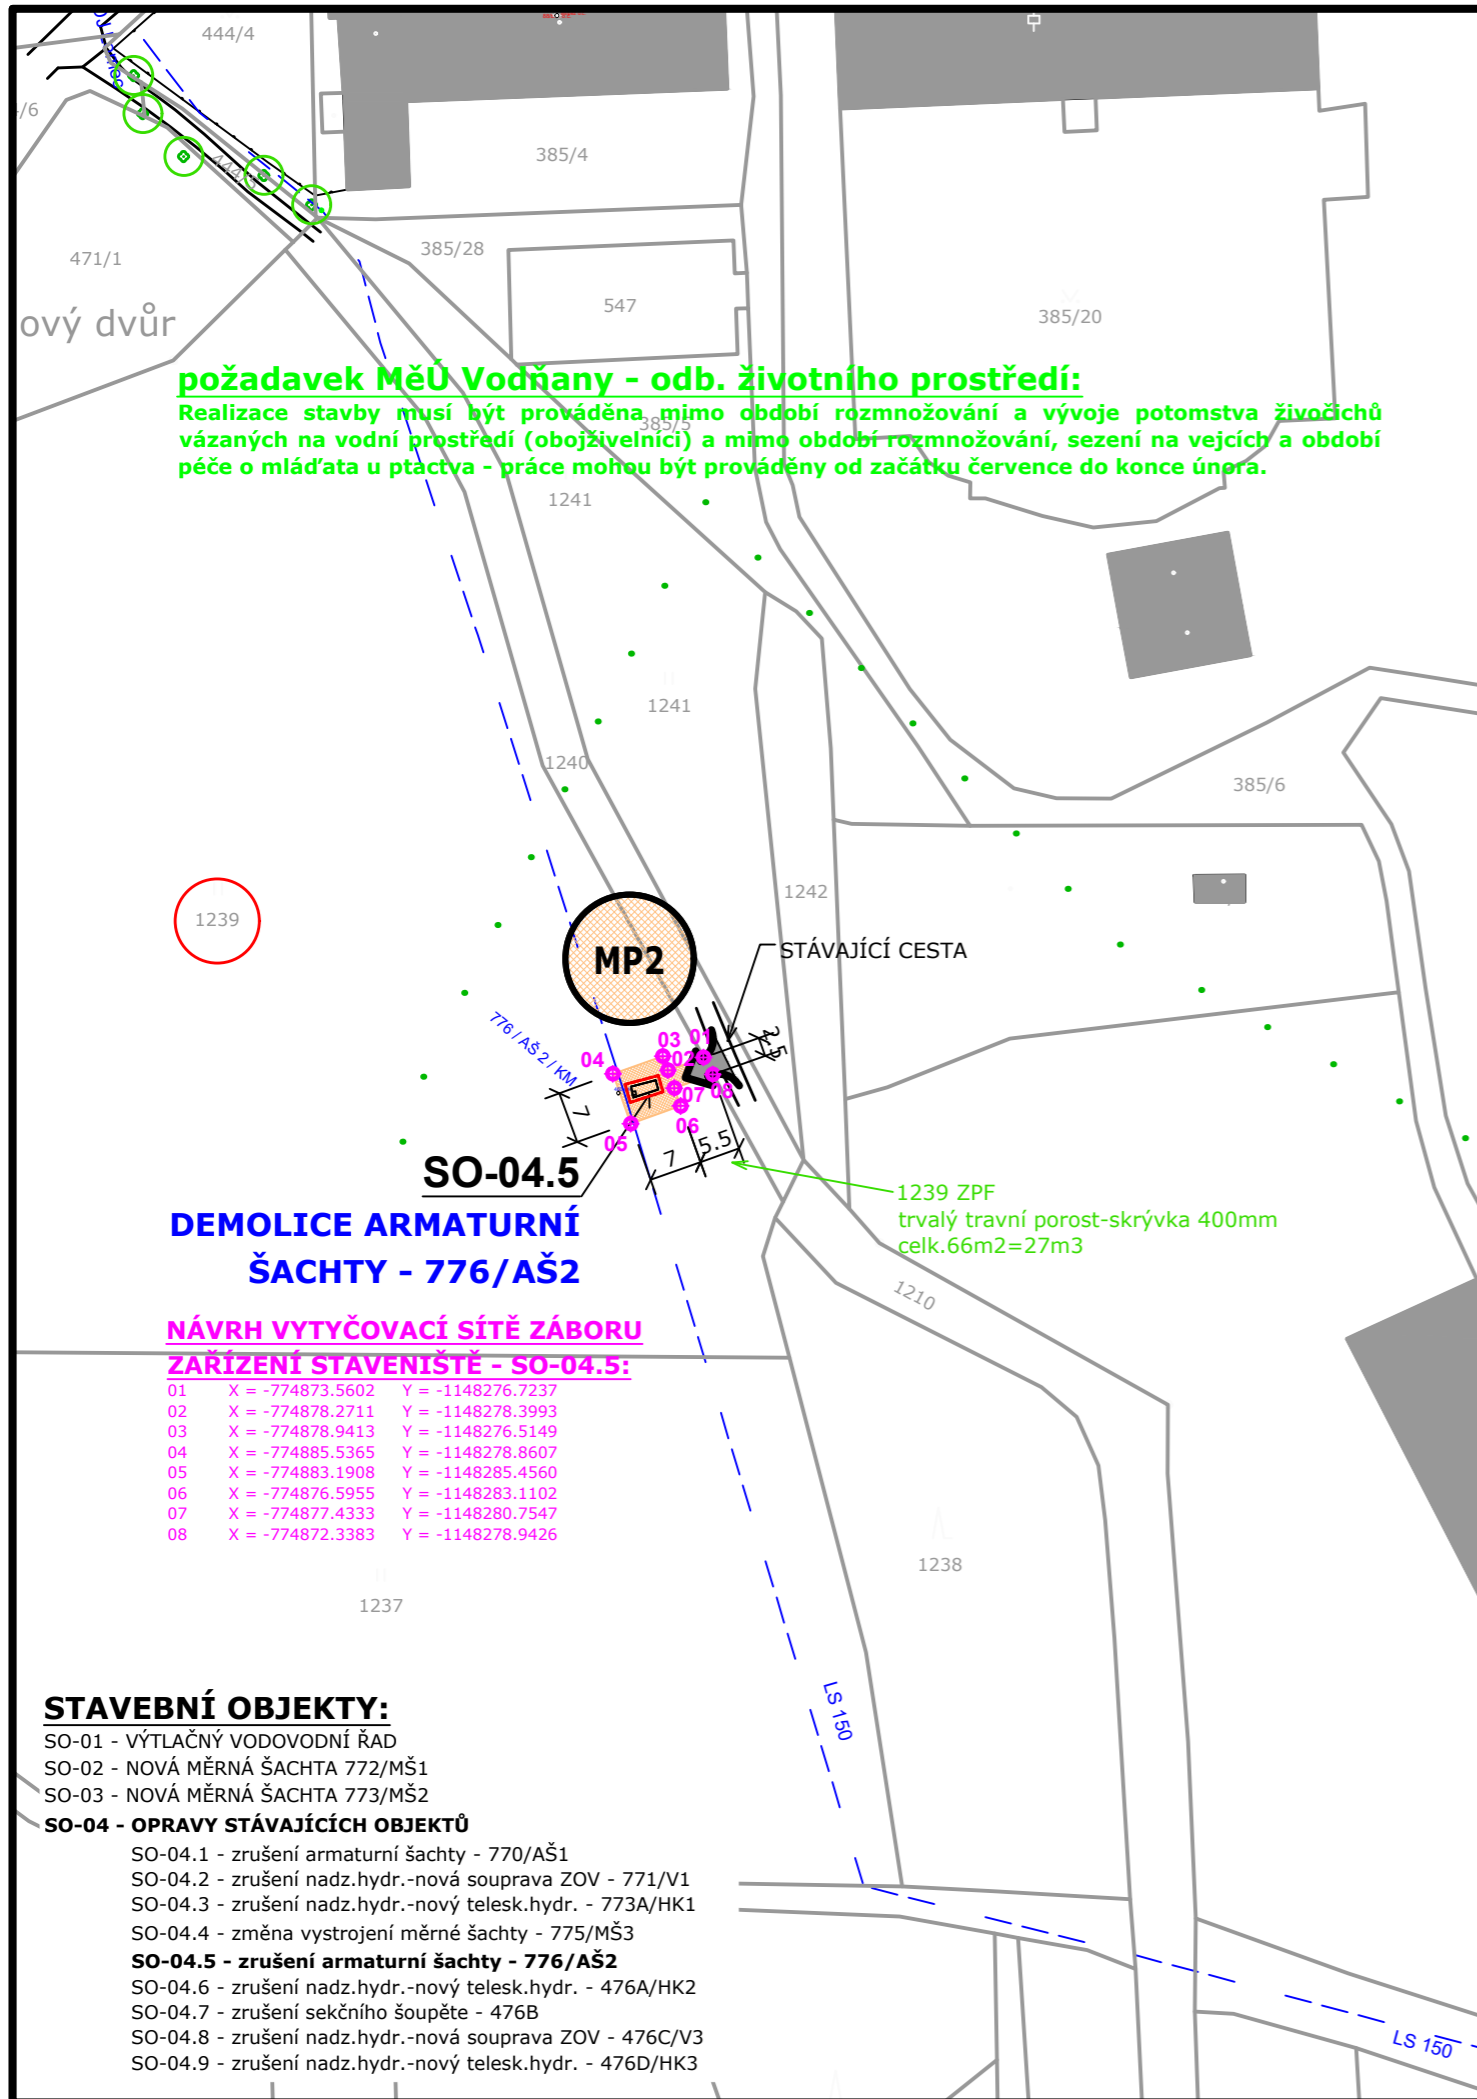 444/4
/6
444/3
385/4
385/28
471/1
547
385/20
ový dvůr
požadavek MěÚ Vodňany - odb. životního prostředí:
Realizace stavby musí být prováděna mimo období rozmnožování a vývoje potomstva živočichů
vázaných na vodní prostředí (obojživelníci) a mimo období rozmnožování, sezení na vejcích a období
péče o mláďata u ptactva - práce mohou být prováděny od začátku července do konce února.
385/5
1241
1241
1240
385/6
1242
1239
MP2
STÁVAJÍCÍ CESTA
776 / AŠ 2 / KM
03
01
2.5
04
02
08
07
7
06
05
7
5.5
SO-04.5
1239 ZPF
trvalý travní porost-skrývka 400mm
celk.66m2=27m3
DEMOLICE ARMATURNÍ
ŠACHTY - 776/AŠ2
1210
NÁVRH VYTYČOVACÍ SÍTĚ ZÁBORU
ZAŘÍZENÍ STAVENIŠTĚ - SO-04.5:
01 X = -774873.5602 Y = -1148276.7237
02 X = -774878.2711 Y = -1148278.3993
03 X = -774878.9413 Y = -1148276.5149
04 X = -774885.5365 Y = -1148278.8607
05 X = -774883.1908 Y = -1148285.4560
06 X = -774876.5955 Y = -1148283.1102
07 X = -774877.4333 Y = -1148280.7547
08 X = -774872.3383 Y = -1148278.9426
1238
1237
LS 150
STAVEBNÍ OBJEKTY:
SO-01 - VÝTLAČNÝ VODOVODNÍ ŘAD
SO-02 - NOVÁ MĚRNÁ ŠACHTA 772/MŠ1
SO-03 - NOVÁ MĚRNÁ ŠACHTA 773/MŠ2
SO-04 - OPRAVY STÁVAJÍCÍCH OBJEKTŮ
SO-04.1 - zrušení armaturní šachty - 770/AŠ1
SO-04.2 - zrušení nadz.hydr.-nová souprava ZOV - 771/V1
SO-04.3 - zrušení nadz.hydr.-nový telesk.hydr. - 773A/HK1
SO-04.4 - změna vystrojení měrné šachty - 775/MŠ3
SO-04.5 - zrušení armaturní šachty - 776/AŠ2
SO-04.6 - zrušení nadz.hydr.-nový telesk.hydr. - 476A/HK2
SO-04.7 - zrušení sekčního šoupěte - 476B
SO-04.8 - zrušení nadz.hydr.-nová souprava ZOV - 476C/V3
SO-04.9 - zrušení nadz.hydr.-nový telesk.hydr. - 476D/HK3
LS 150